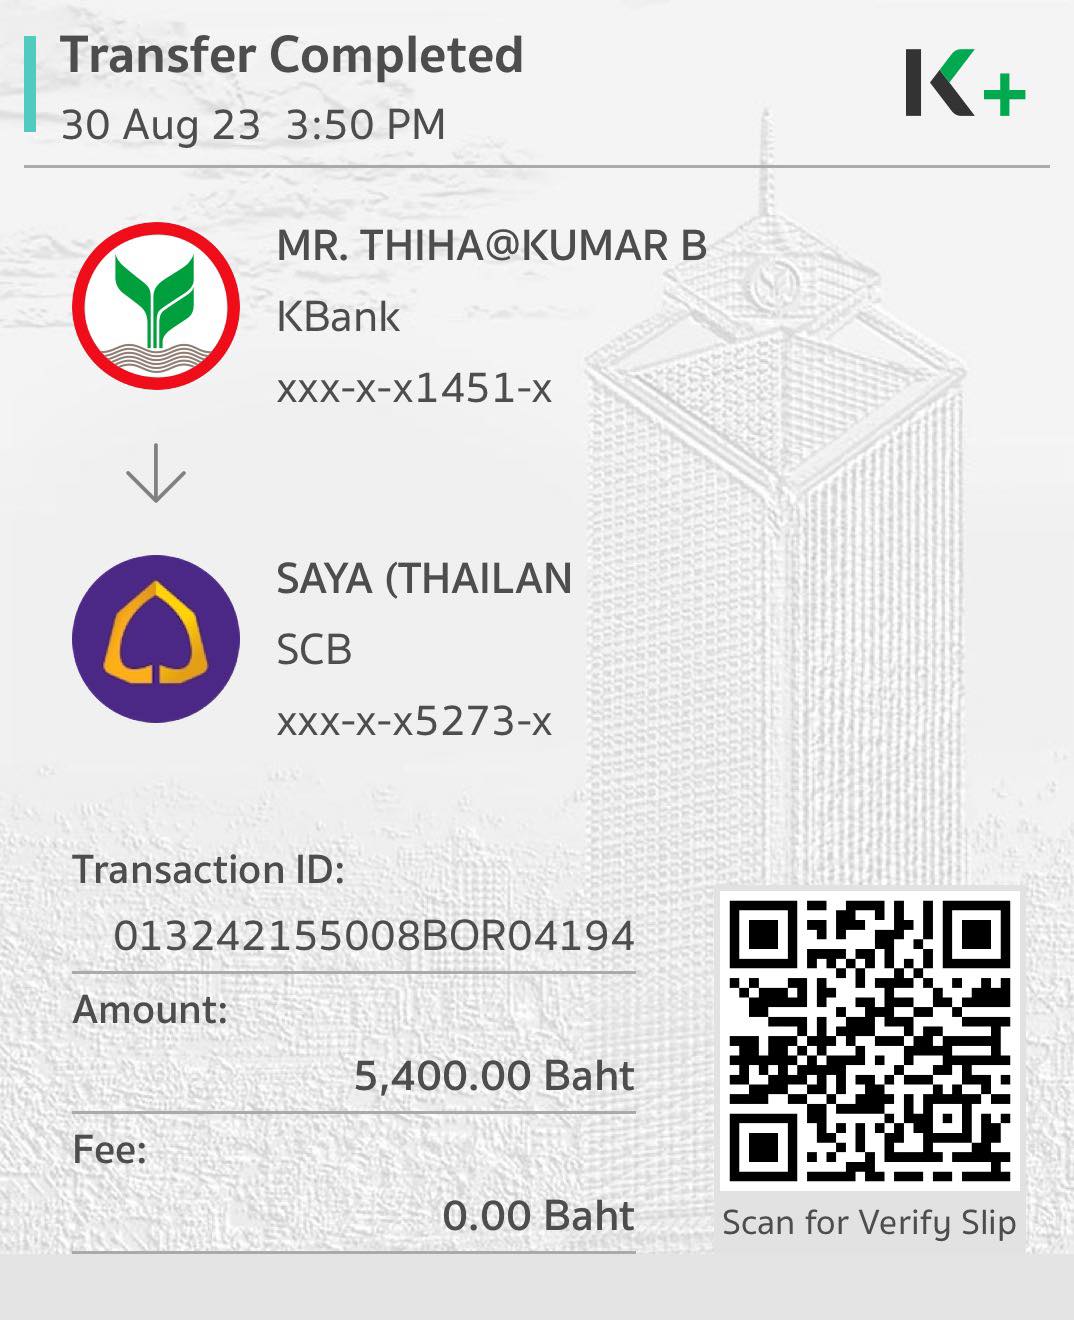 Transfer Completed
30 Aug 23 3:50 PM
K+
MR. THIHA@KUMAR B
KBank
xxx-x-x1451-x
SAYA (THAILAN
SCB
xxx-x-x5273-x
Transaction ID:
013242155008BOR04194
Amount:
5,400.00 Baht
Fee:
0.00 Baht
Scan for Verify Slip